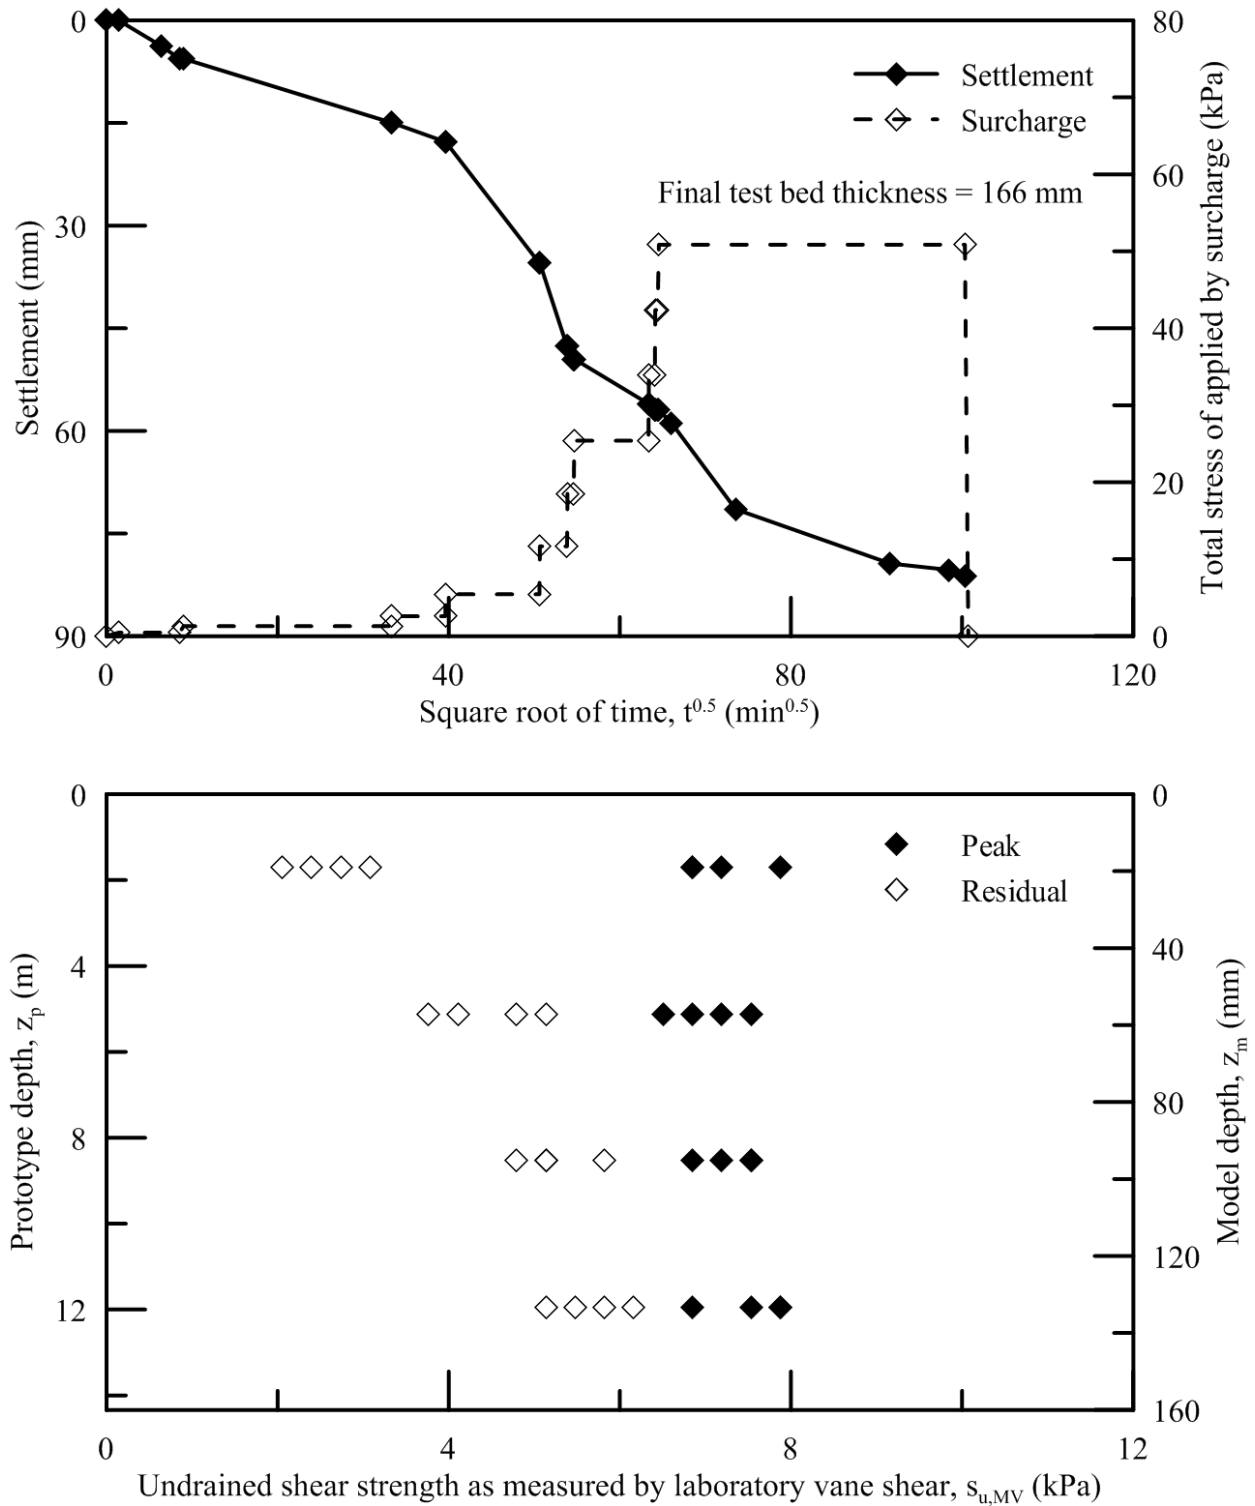 0
30
60
90
Settlement (mm)
Settlement
Surcharge
Final test bed thickness = 166 mm
80
60
40
20
0
Total stress of applied by surcharge (kPa)
0 40 80 120
Square root of time, t^0.5 (min^0.5)
0
4
8
12
Prototype depth, z_p (m)
Peak
Residual
0
40
80
120
160
Model depth, z_m (mm)
0 4 8 12
Undrained shear strength as measured by laboratory vane shear, s_u,MV (kPa)